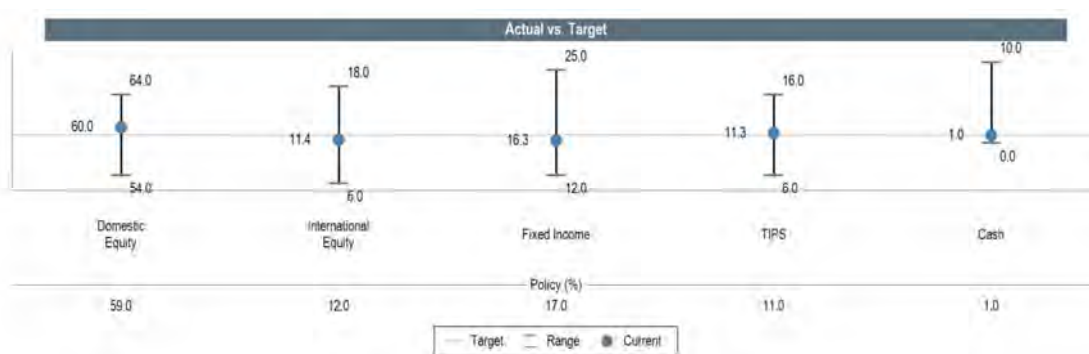 Actual vs. Target
64.0
60.0
54.0
18.0
11.4
6.0
25.0
16.3
12.0
16.0
11.3
6.0
10.0
1.0
0.0
Domestic
Equity
International
Equity
Fixed Income
TIPS
Cash
Policy (%)
59.0 12.0 17.0 11.0 1.0
Target Range Current